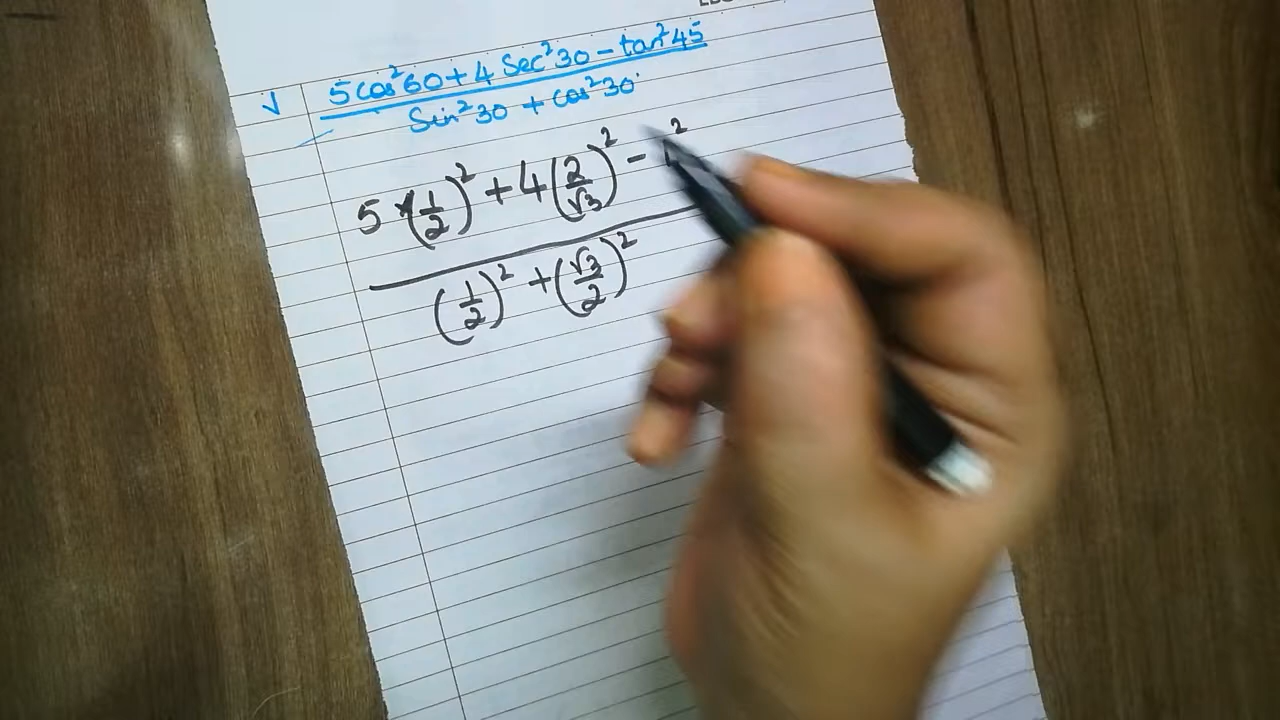 √ 5cos²60 + 4 Sec²30 - tan²45
Sin²30 + cos²30
5 (1/2)² + 4 (2/√3)² - ²
(1/2)² + (√3/2)²